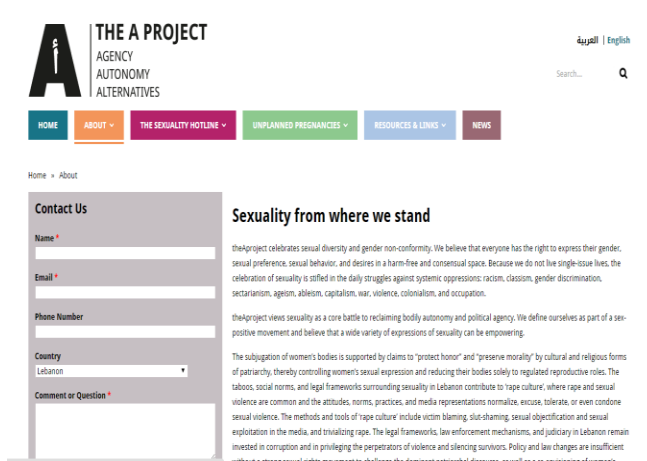 THE A PROJECT
AGENCY
AUTONOMY
ALTERNATIVES
أ
العربية | English
Search...
HOME
ABOUT
THE SEXUALITY HOTLINE
UNPLANNED PREGNANCIES
RESOURCES & LINKS
NEWS
Home » About
Contact Us
Name *
Email *
Phone Number
Country
Lebanon
Comment or Question *
Sexuality from where we stand
theAproject celebrates sexual diversity and gender non-conformity. We believe that everyone has the right to express their gender,
sexual preference, sexual behavior, and desires in a harm-free and consensual space. Because we do not live single-issue lives, the
celebration of sexuality is stifled in the daily struggles against systemic oppressions: racism, classism, gender discrimination,
sectarianism, ageism, ableism, capitalism, war, violence, colonialism, and occupation.
theAproject views sexuality as a core battle to reclaiming bodily autonomy and political agency. We define ourselves as part of a sex-
positive movement and believe that a wide variety of expressions of sexuality can be empowering.
The subjugation of women's bodies is supported by claims to "protect honor" and "preserve morality" by cultural and religious forms
of patriarchy, thereby controlling women's sexual expression and reducing their bodies solely to regulated reproductive roles. The
taboos, social norms, and legal frameworks surrounding sexuality in Lebanon contribute to 'rape culture', where rape and sexual
violence are common and the attitudes, norms, practices, and media representations normalize, excuse, tolerate, or even condone
sexual violence. The methods and tools of 'rape culture' include victim blaming, slut-shaming, sexual objectification and sexual
exploitation in the media, and trivializing rape. The legal frameworks, law enforcement mechanisms, and judiciary in Lebanon remain
invested in corruption and in privileging the perpetrators of violence and silencing survivors. Policy and law changes are insufficient